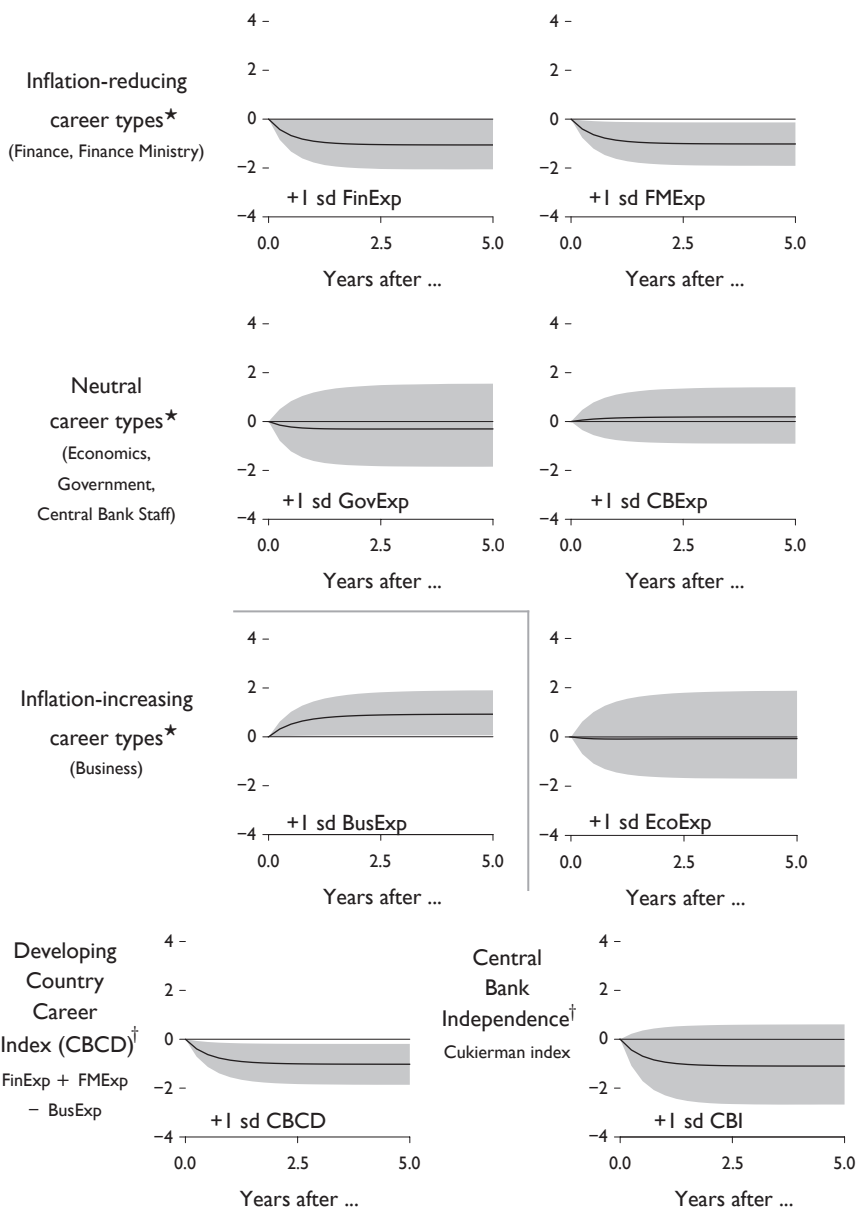 Inflation-reducing
career types★
(Finance, Finance Ministry)
4
2
0
−2
−4
+1 sd FinExp
0.0 2.5 5.0
Years after ...
4
2
0
−2
−4
+1 sd FMExp
0.0 2.5 5.0
Years after ...
Neutral
career types★
(Economics,
Government,
Central Bank Staff)
4
2
0
−2
−4
+1 sd GovExp
0.0 2.5 5.0
Years after ...
4
2
0
−2
−4
+1 sd CBExp
0.0 2.5 5.0
Years after ...
Inflation-increasing
career types★
(Business)
4
2
0
−2
−4
+1 sd BusExp
0.0 2.5 5.0
Years after ...
4
2
0
−2
−4
+1 sd EcoExp
0.0 2.5 5.0
Years after ...
Developing
Country
Career
Index (CBCD)†
FinExp + FMExp
− BusExp
4
2
0
−2
−4
+1 sd CBCD
0.0 2.5 5.0
Years after ...
Central
Bank
Independence†
Cukierman index
4
2
0
−2
−4
+1 sd CBI
0.0 2.5 5.0
Years after ...